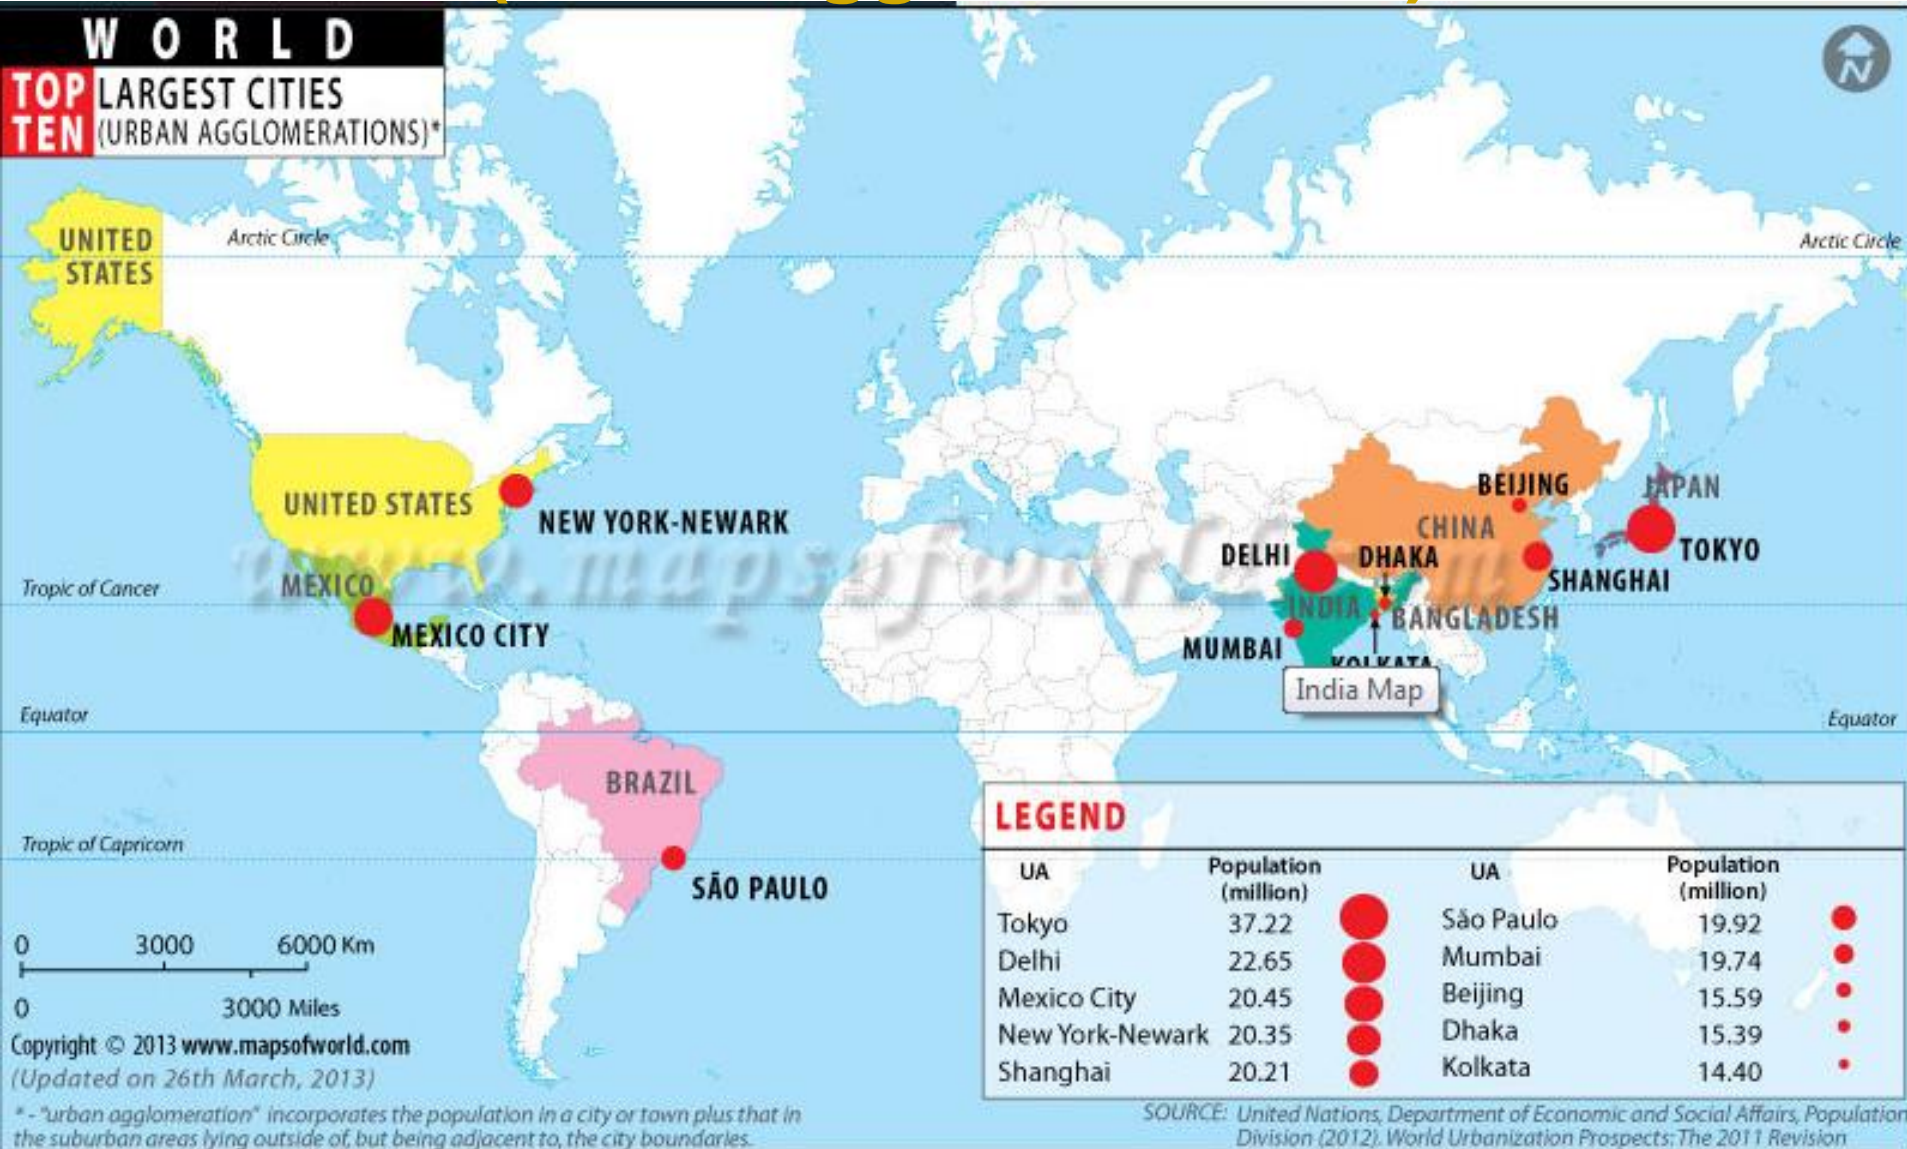 WORLD
TOP TEN
LARGEST CITIES
(URBAN AGGLOMERATIONS)*
UNITED
STATES
Arctic Circle
Arctic Circle
UNITED STATES
NEW YORK-NEWARK
MEXICO
MEXICO CITY
Tropic of Cancer
www.mapsofworld.com
BEIJING
JAPAN
CHINA
TOKYO
DELHI
DHAKA
SHANGHAI
INDIA
BANGLADESH
MUMBAI
KOLKATA
India Map
Equator
Equator
BRAZIL
Tropic of Capricorn
SÃO PAULO
0 3000 6000 Km
0 3000 Miles
Copyright © 2013 www.mapsofworld.com
(Updated on 26th March, 2013)
* - "urban agglomeration" incorporates the population in a city or town plus that in
the suburban areas lying outside of, but being adjacent to, the city boundaries.
LEGEND
UA Population (million) UA Population (million)
Tokyo 37.22 São Paulo 19.92
Delhi 22.65 Mumbai 19.74
Mexico City 20.45 Beijing 15.59
New York-Newark 20.35 Dhaka 15.39
Shanghai 20.21 Kolkata 14.40
SOURCE: United Nations, Department of Economic and Social Affairs, Population
Division (2012). World Urbanization Prospects: The 2011 Revision
N